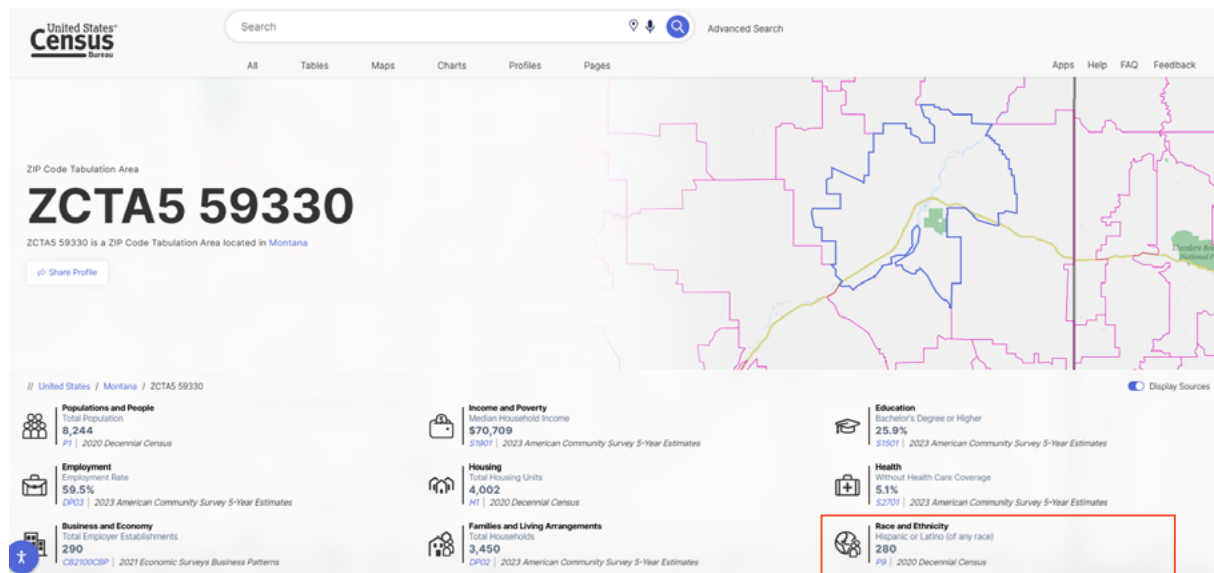 United States®
Census
Bureau
Search
Advanced Search
All Tables Maps Charts Profiles Pages
Apps Help FAQ Feedback
ZIP Code Tabulation Area
ZCTA5 59330
ZCTA5 59330 is a ZIP Code Tabulation Area located in Montana
Share Profile
National
// United States / Montana / ZCTA5 59330
Display Sources
Populations and People
Total Population
8,244
P1 | 2020 Decennial Census
Income and Poverty
Median Household Income
$70,709
S1901 | 2023 American Community Survey 5-Year Estimates
Education
Bachelor's Degree or Higher
25.9%
S1501 | 2023 American Community Survey 5-Year Estimates
Employment
Employment Rate
59.5%
DP03 | 2023 American Community Survey 5-Year Estimates
Housing
Total Housing Units
4,002
H1 | 2020 Decennial Census
Health
Without Health Care Coverage
5.1%
S2701 | 2023 American Community Survey 5-Year Estimates
Business and Economy
Total Employer Establishments
290
CB2100CBP | 2021 Economic Surveys Business Patterns
Families and Living Arrangements
Total Households
3,450
DP02 | 2023 American Community Survey 5-Year Estimates
Race and Ethnicity
Hispanic or Latino (of any race)
280
P9 | 2020 Decennial Census